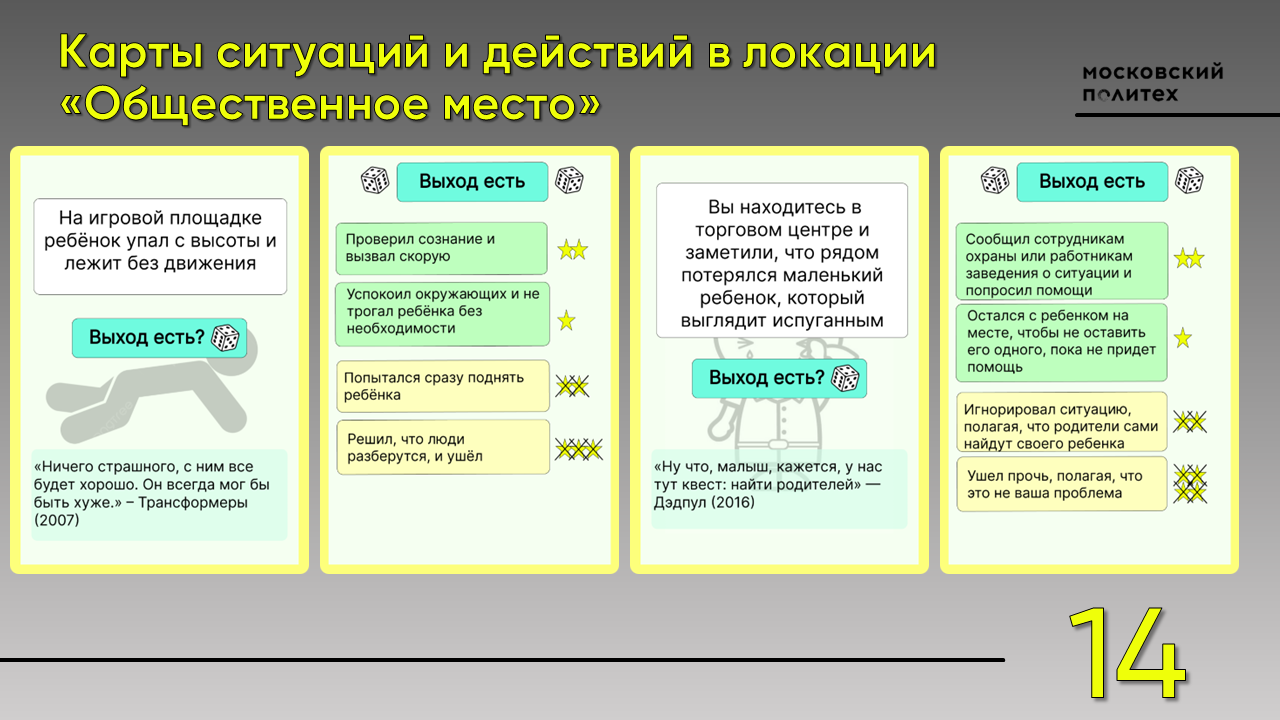 Карты ситуаций и действий в локации
«Общественное место»
МОСКОВСКИЙ
ПОЛИТЕХ
На игровой площадке
ребёнок упал с высоты и
лежит без движения
Выход есть?
«Ничего страшного, с ним все
будет хорошо. Он всегда мог бы
быть хуже.» – Трансформеры
(2007)
Выход есть
Проверил сознание и
вызвал скорую
Успокоил окружающих и не
трогал ребёнка без
необходимости
Попытался сразу поднять
ребёнка
Решил, что люди
разберутся, и ушёл
Вы находитесь в
торговом центре и
заметили, что рядом
потерялся маленький
ребенок, который
выглядит испуганным
Выход есть?
«Ну что, малыш, кажется, у нас
тут квест: найти родителей» —
Дэдпул (2016)
Выход есть
Сообщил сотрудникам
охраны или работникам
заведения о ситуации и
попросил помощи
Остался с ребенком на
месте, чтобы не оставить
его одного, пока не придет
помощь
Игнорировал ситуацию,
полагая, что родители сами
найдут своего ребенка
Ушел прочь, полагая, что
это не ваша проблема
14